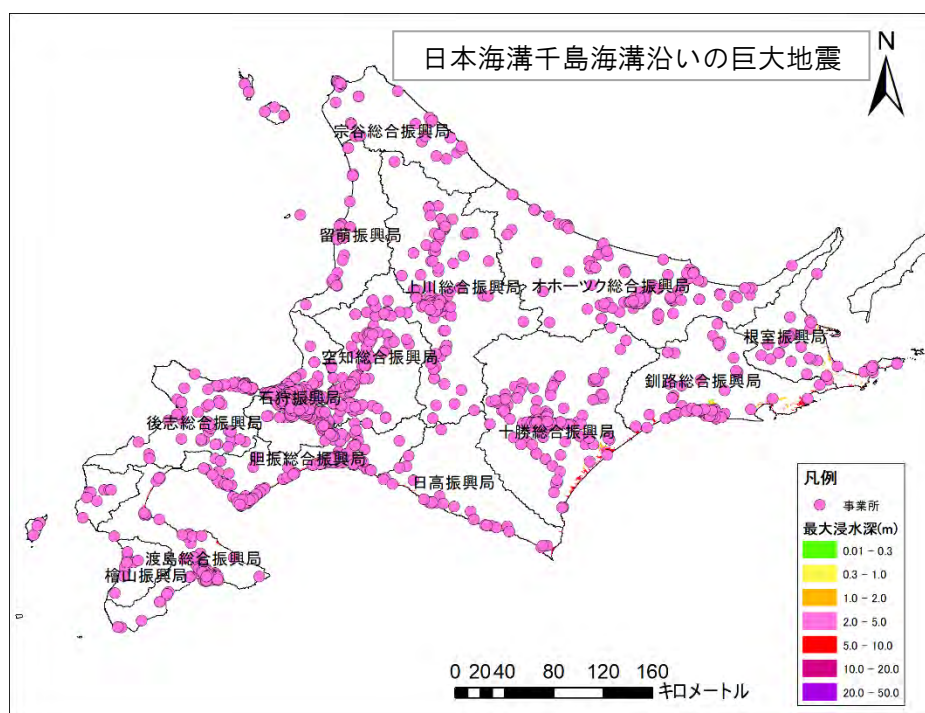 日本海溝千島海溝沿いの巨大地震
N
宗谷総合振興局
留萌振興局
上川総合振興局
オホーツク総合振興局
根室振興局
空知総合振興局
釧路総合振興局
石狩振興局
後志総合振興局
十勝総合振興局
胆振総合振興局
日高振興局
渡島総合振興局
檜山振興局
凡例
事業所
最大浸水深(m)
0.01 - 0.3
0.3 - 1.0
1.0 - 2.0
2.0 - 5.0
5.0 - 10.0
10.0 - 20.0
20.0 - 50.0
0 20 40 80 120 160
キロメートル